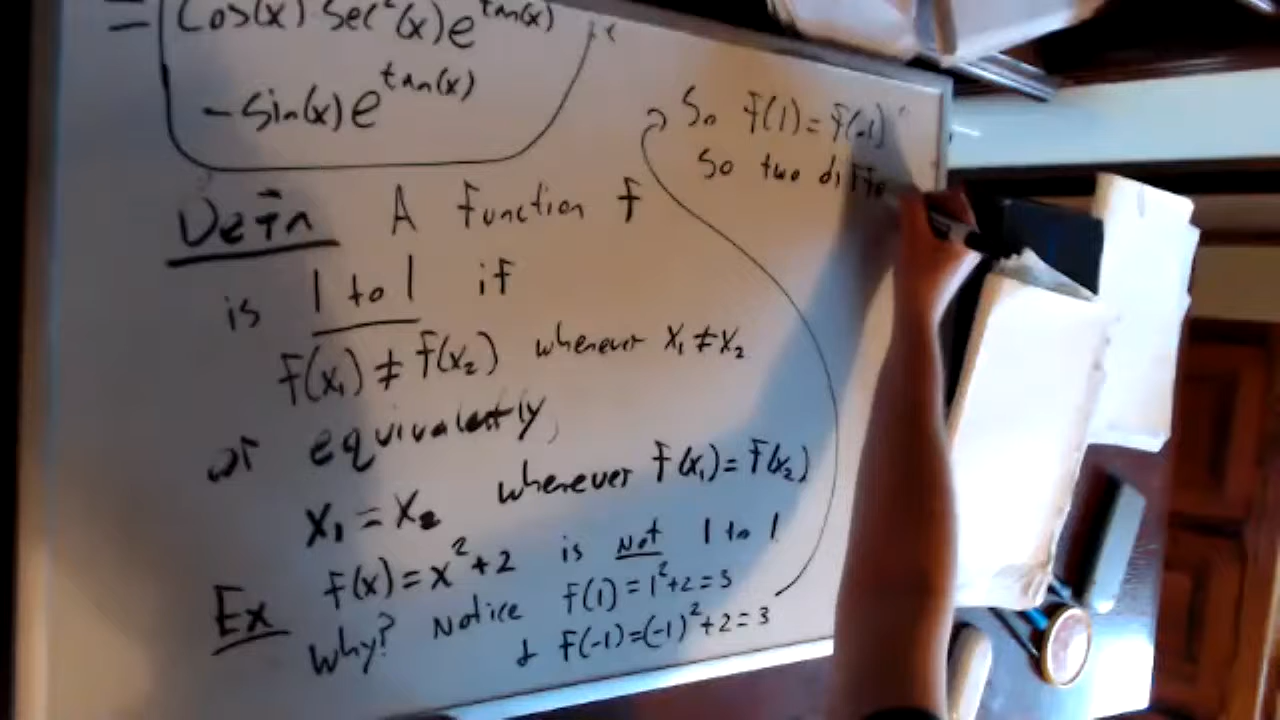 = Cos(x) Sec²(x)e^tan(x)
-Sin(x)e^tan(x)
Defn A function f
is 1 to 1 if
f(x₁) ≠ f(x₂) whenever x₁ ≠ x₂
or equivalently,
x₁ = x₂ whenever f(x₁) = f(x₂)
Ex f(x) = x²+2 is Not 1 to 1
Why? Notice f(1) = 1²+2 = 3
& f(-1) = (-1)²+2 = 3
So f(1) = f(-1)
So two diffe